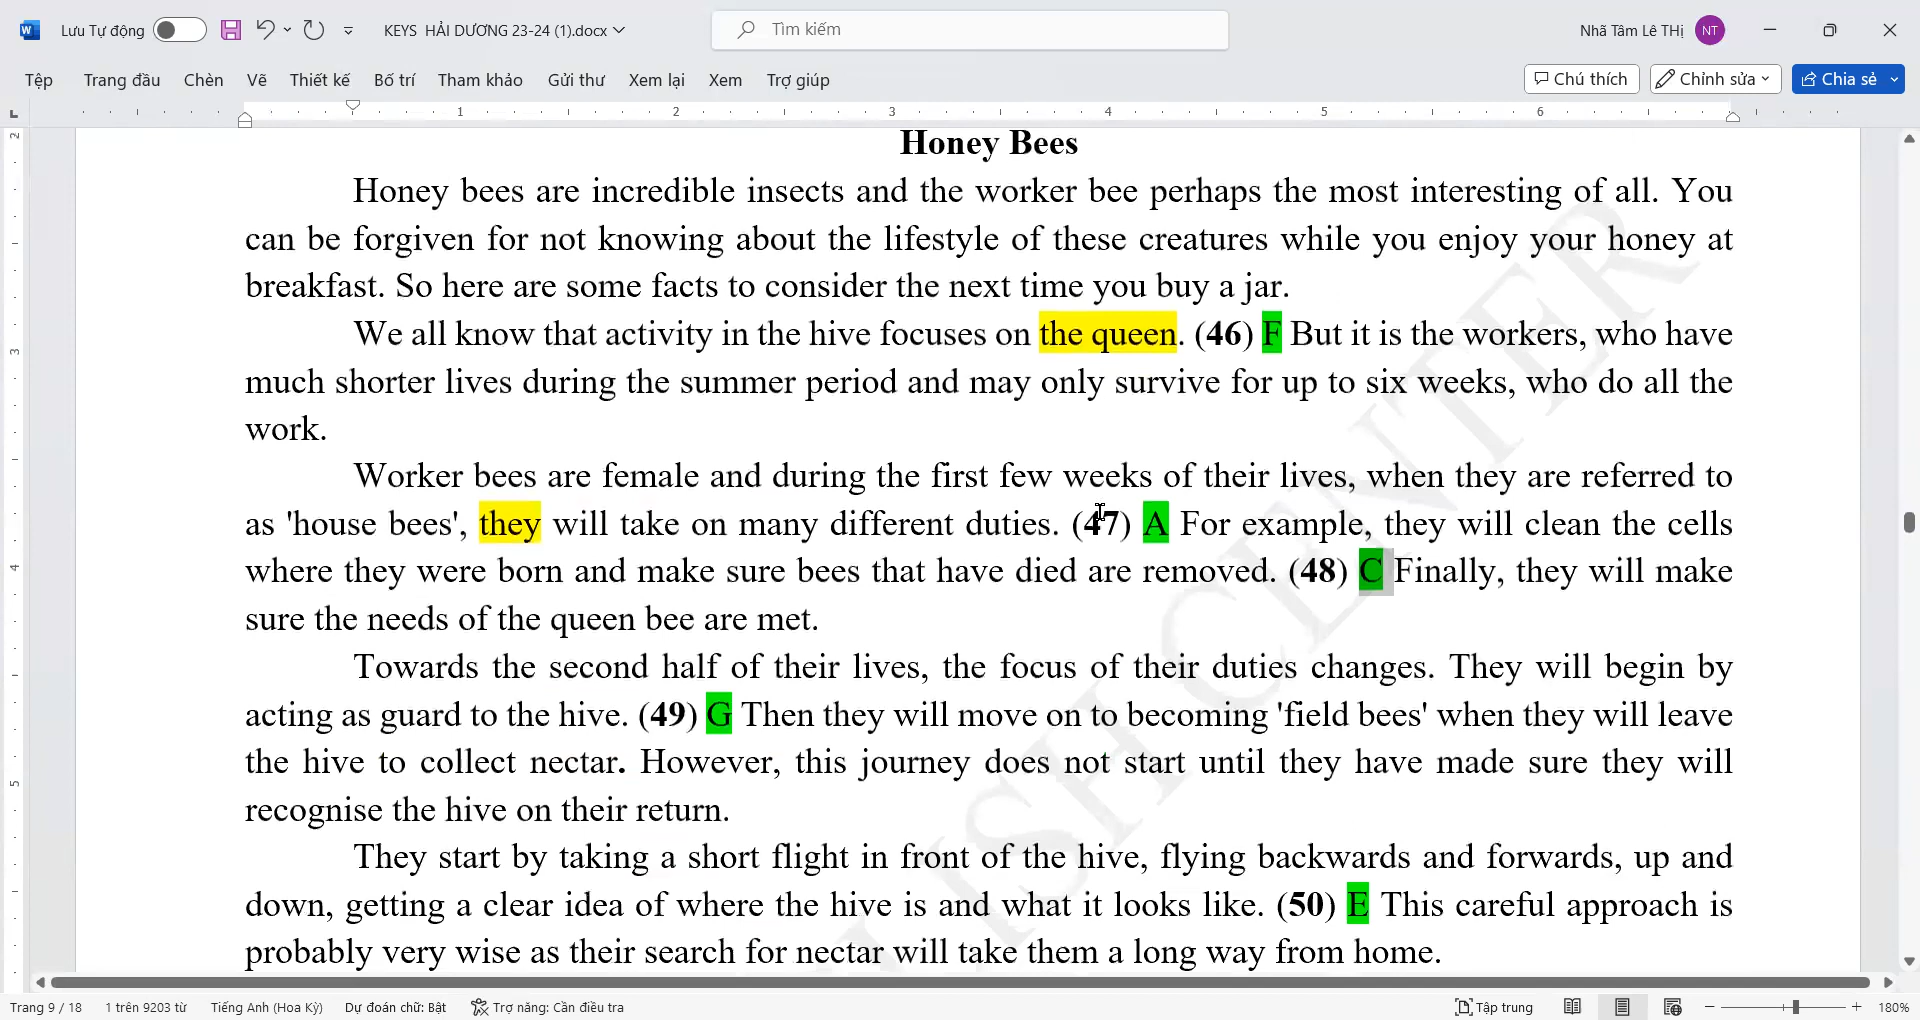 Lưu Tự động
KEYS HẢI DƯƠNG 23-24 (1).docx
Tìm kiếm
Nhã Tâm Lê THị
NT
Tệp Trang đầu Chèn Vẽ Thiết kế Bố trí Tham khảo Gửi thư Xem lại Xem Trợ giúp
Chú thích
Chỉnh sửa
Chia sẻ
1 2 3 4 5 6
Honey Bees
Honey bees are incredible insects and the worker bee perhaps the most interesting of all. You
can be forgiven for not knowing about the lifestyle of these creatures while you enjoy your honey at
breakfast. So here are some facts to consider the next time you buy a jar.
We all know that activity in the hive focuses on the queen. (46) F But it is the workers, who have
much shorter lives during the summer period and may only survive for up to six weeks, who do all the
work.
Worker bees are female and during the first few weeks of their lives, when they are referred to
as 'house bees', they will take on many different duties. (47) A For example, they will clean the cells
where they were born and make sure bees that have died are removed. (48) C Finally, they will make
sure the needs of the queen bee are met.
Towards the second half of their lives, the focus of their duties changes. They will begin by
acting as guard to the hive. (49) G Then they will move on to becoming 'field bees' when they will leave
the hive to collect nectar. However, this journey does not start until they have made sure they will
recognise the hive on their return.
They start by taking a short flight in front of the hive, flying backwards and forwards, up and
down, getting a clear idea of where the hive is and what it looks like. (50) E This careful approach is
probably very wise as their search for nectar will take them a long way from home.
2
3
4
5
ISH CENTER
Trang 9 / 18 1 trên 9203 từ Tiếng Anh (Hoa Kỳ) Dự đoán chữ: Bật Trợ năng: Cần điều tra
Tập trung
180%